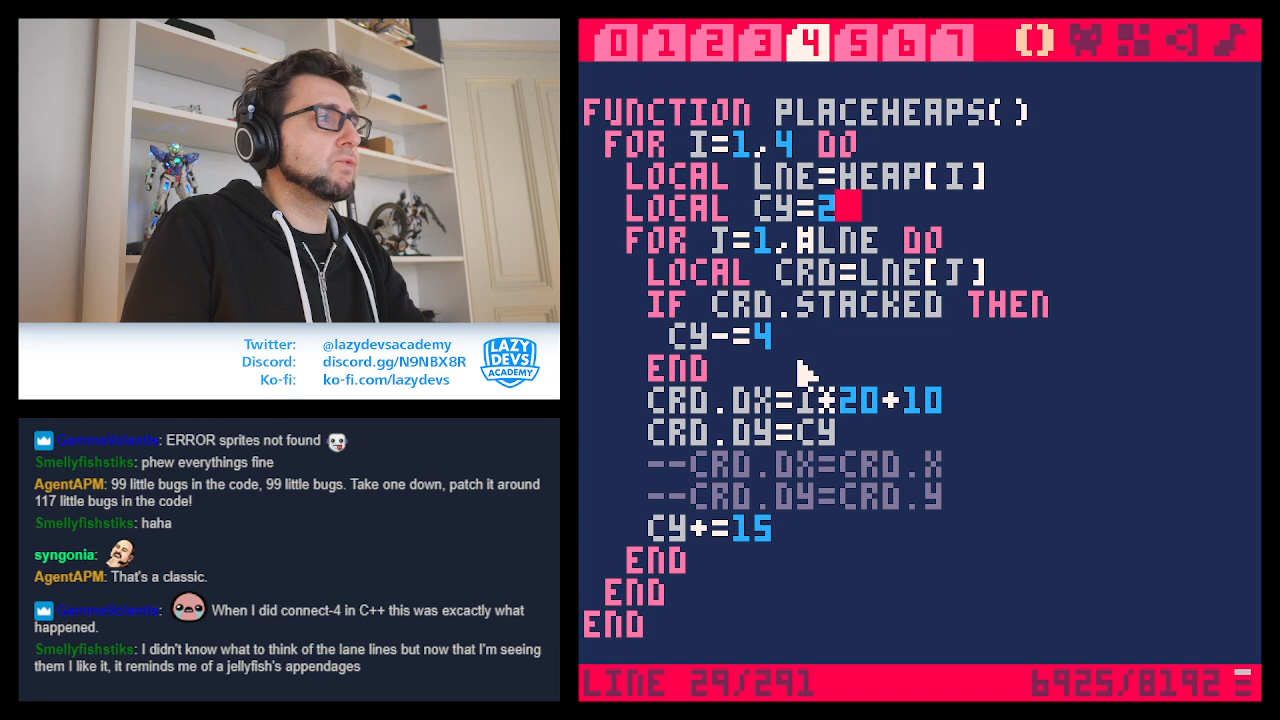 Twitter: @lazydevsacademy
Discord: discord.gg/N9NBX8R
Ko-fi: ko-fi.com/lazydevs
LAZY DEVS
ACADEMY
GammaVolantis: ERROR sprites not found
Smellyfishstiks: phew everythings fine
AgentAPM: 99 little bugs in the code, 99 little bugs. Take one down, patch it around
117 little bugs in the code!
Smellyfishstiks: haha
syngonia:
AgentAPM: That's a classic.
GammaVolantis: When I did connect-4 in C++ this was excactly what
happened.
Smellyfishstiks: I didn't know what to think of the lane lines but now that I'm seeing
them I like it, it reminds me of a jellyfish's appendages
0 1 2 3 4 5 6 7 ()
FUNCTION PLACEHEAPS()
FOR I=1,4 DO
LOCAL LNE=HEAP[I]
LOCAL CY=2
FOR J=1,#LNE DO
LOCAL CRD=LNE[J]
IF CRD.STACKED THEN
CY-=4
END
CRD.DX=I*20+10
CRD.DY=CY
--CRD.DX=CRD.X
--CRD.DY=CRD.Y
CY+=15
END
END
END
LINE 29/291 6925/8192